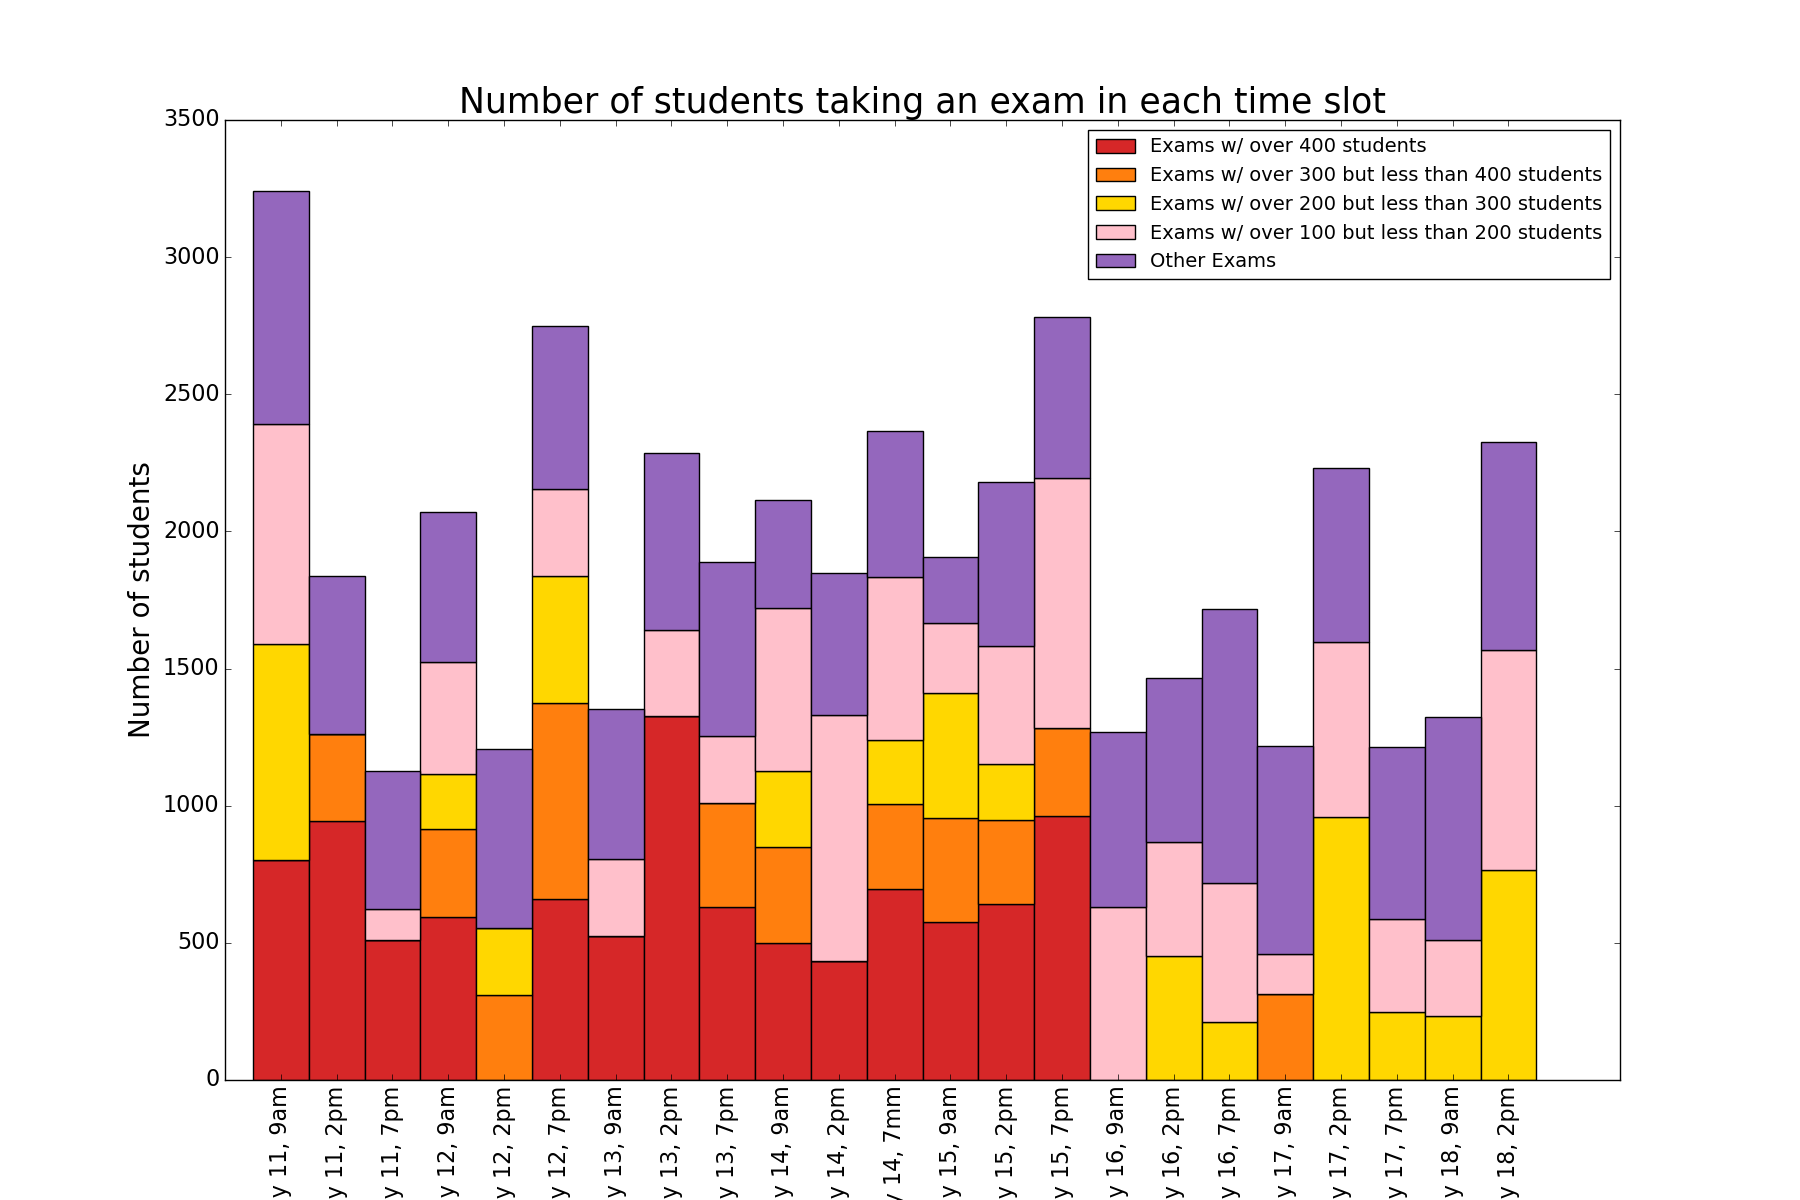 Number of students taking an exam in each time slot
Exams w/ over 400 students
Exams w/ over 300 but less than 400 students
Exams w/ over 200 but less than 300 students
Exams w/ over 100 but less than 200 students
Other Exams
Number of students
3500
3000
2500
2000
1500
1000
500
0
y 11, 9am
y 11, 2pm
y 11, 7pm
y 12, 9am
y 12, 2pm
y 12, 7pm
y 13, 9am
y 13, 2pm
y 13, 7pm
y 14, 9am
y 14, 2pm
y 14, 7mm
y 15, 9am
y 15, 2pm
y 15, 7pm
y 16, 9am
y 16, 2pm
y 16, 7pm
y 17, 9am
y 17, 2pm
y 17, 7pm
y 18, 9am
y 18, 2pm